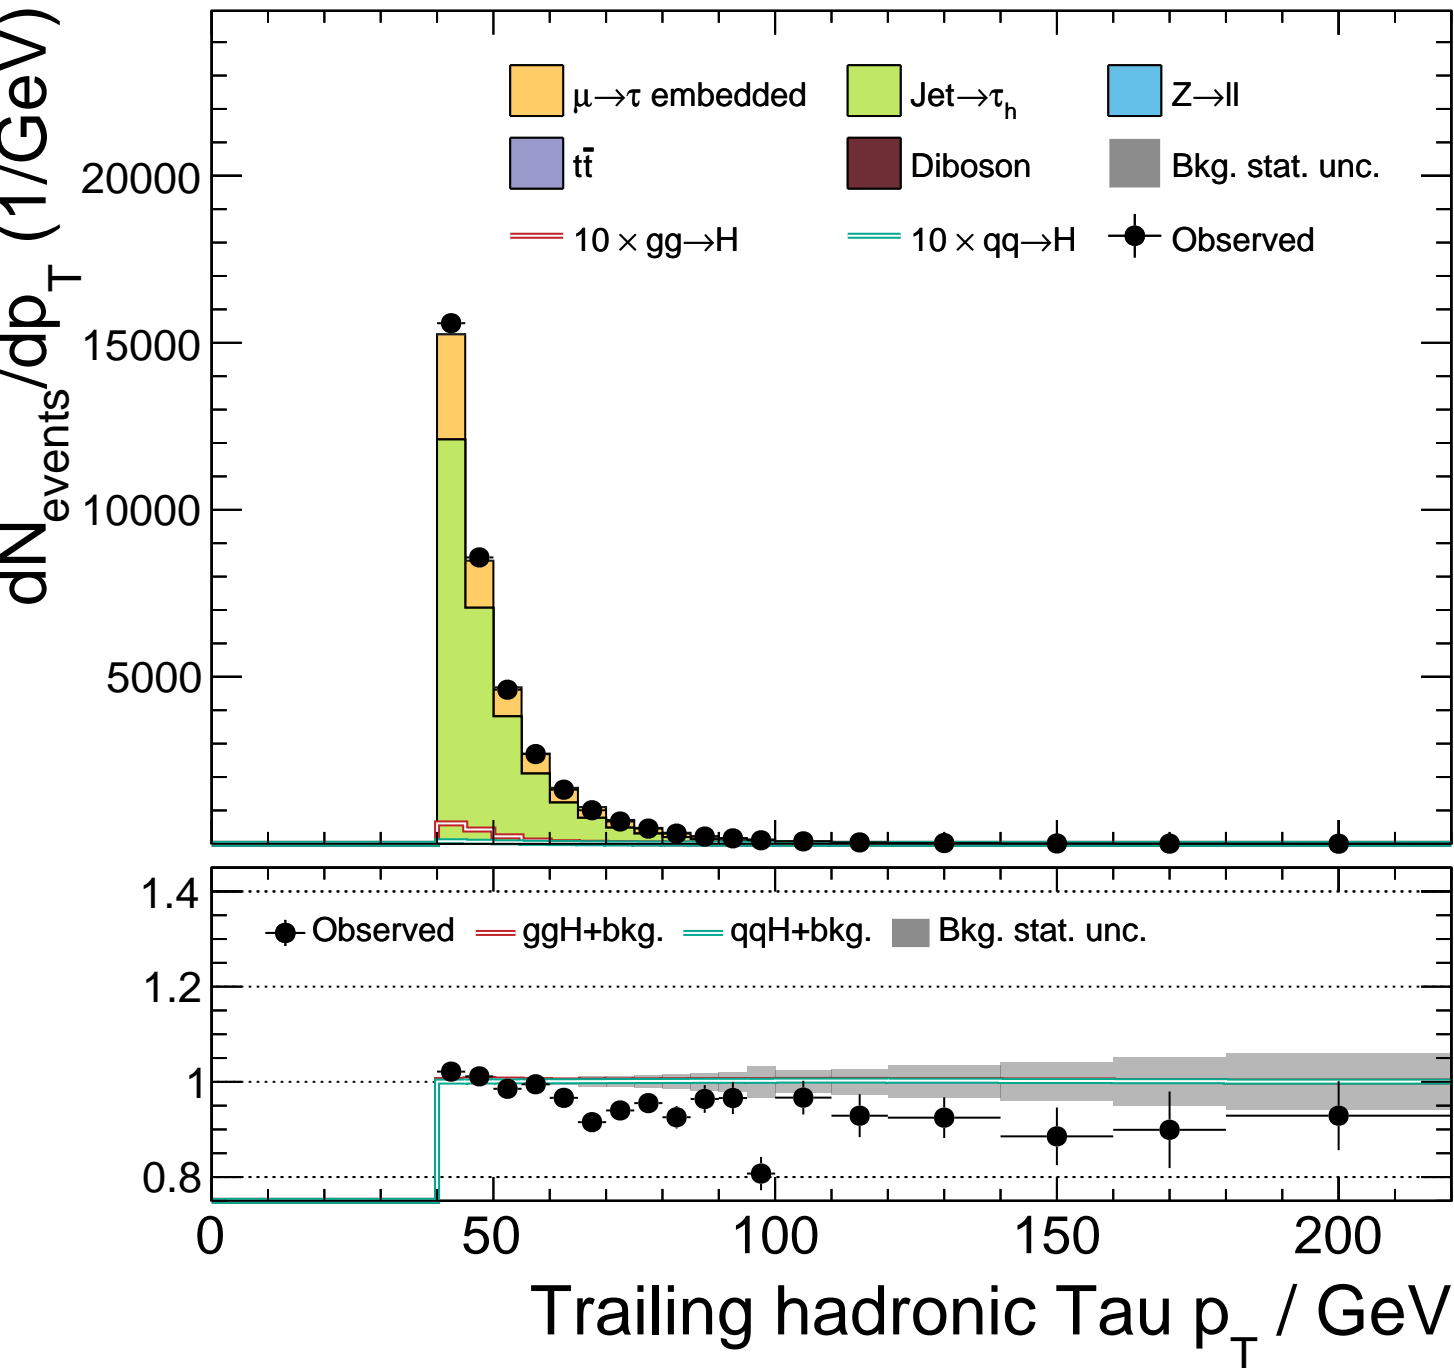 dN_events/dp_T (1/GeV)
μ→τ embedded Jet→τ_h Z→ll
tt̄ Diboson Bkg. stat. unc.
10 × gg→H 10 × qq→H Observed
20000
15000
10000
5000
1.4
Observed ggH+bkg. qqH+bkg. Bkg. stat. unc.
1.2
1
0.8
0 50 100 150 200
Trailing hadronic Tau p_T / GeV